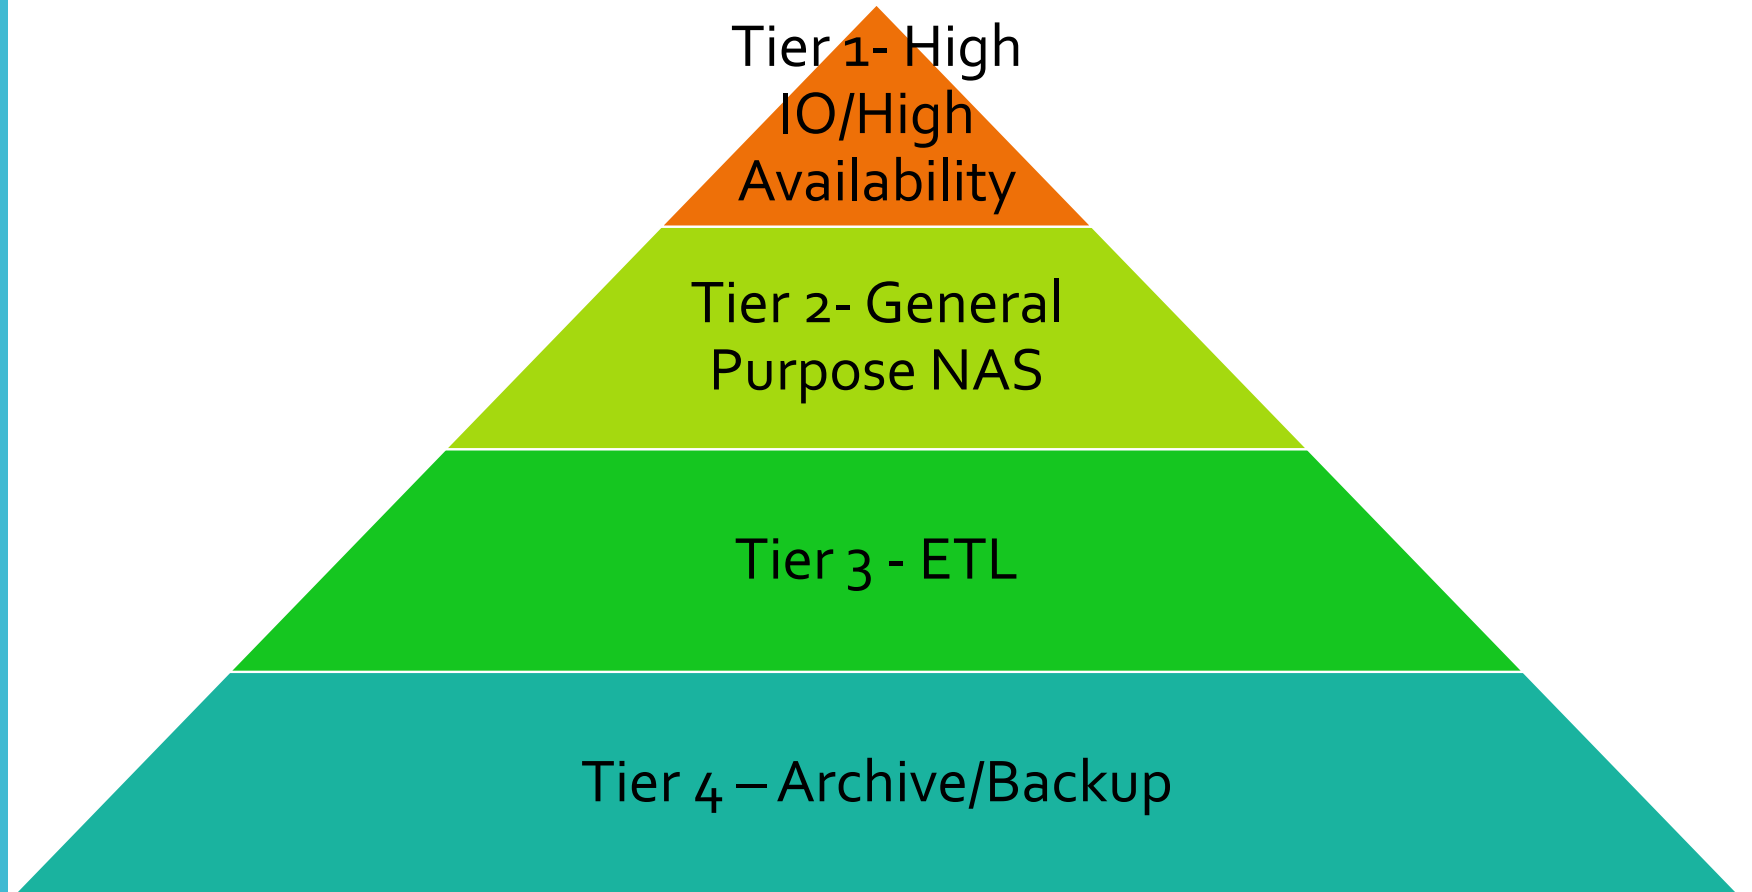 Tier 1- High
IO/High
Availability
Tier 2- General
Purpose NAS
Tier 3 - ETL
Tier 4 – Archive/Backup